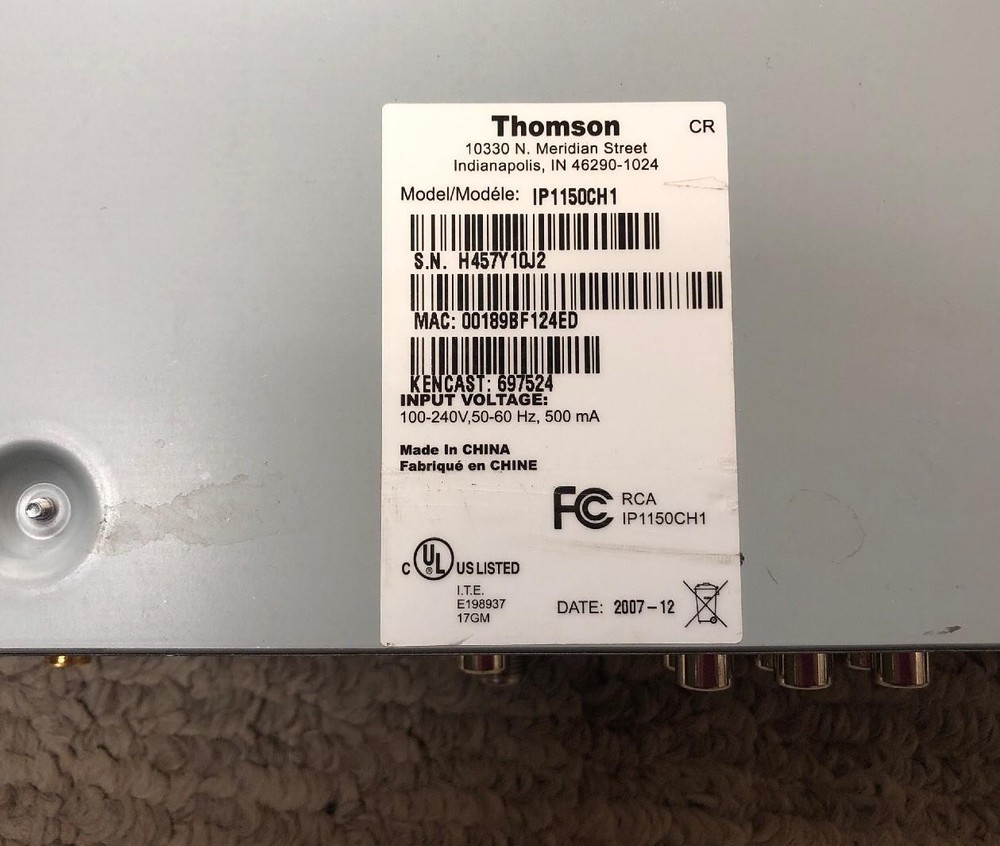 Thomson
CR
10330 N. Meridian Street
Indianapolis, IN 46290-1024
Model/Modéle: IP1150CH1
S.N. H457Y10J2
MAC: 00189BF124ED
KENCAST: 697524
INPUT VOLTAGE:
100-240V,50-60 Hz, 500 mA
Made In CHINA
Fabriqué en CHINE
FCC
RCA
IP1150CH1
C UL ® US LISTED
I.T.E.
E198937
17GM
DATE: 2007-12